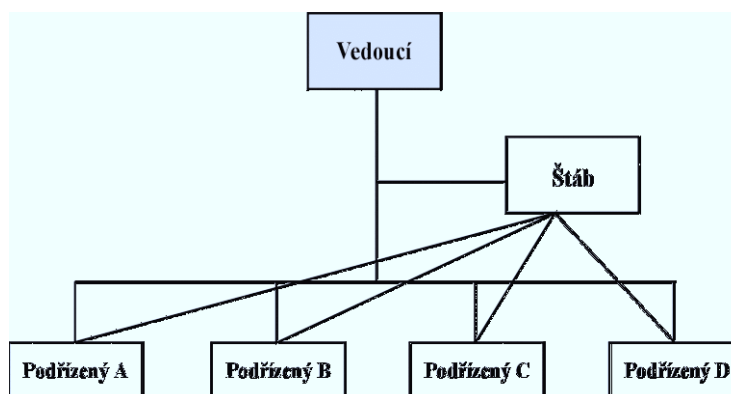 Vedoucí
Štáb
Podřízený A
Podřízený B
Podřízený C
Podřízený D